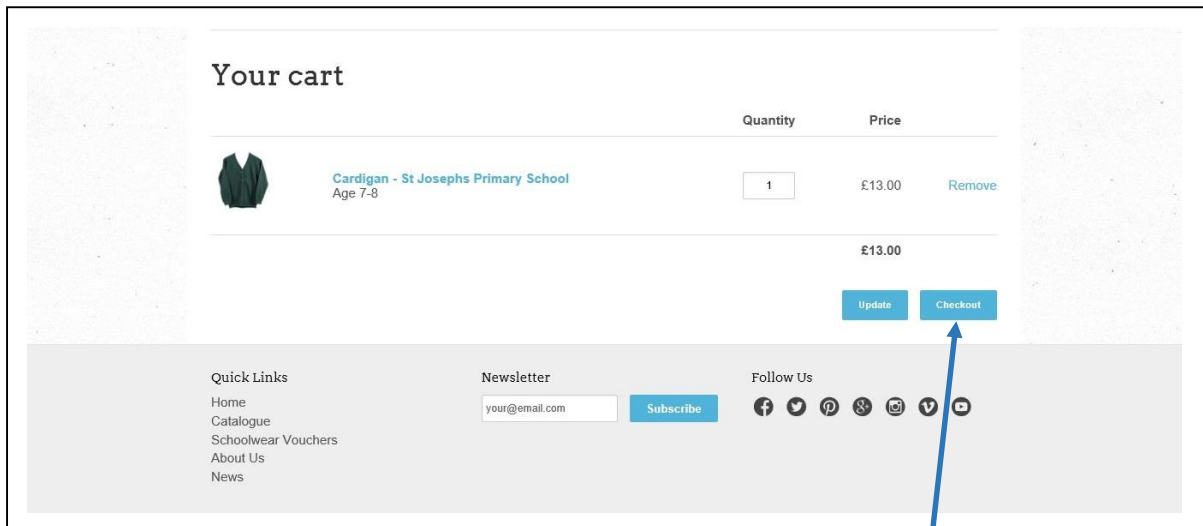 Your cart
Quantity Price
Cardigan - St Josephs Primary School
Age 7-8
1 £13.00 Remove
£13.00
Update Checkout
Quick Links
Home
Catalogue
Schoolwear Vouchers
About Us
News
Newsletter
your@email.com Subscribe
Follow Us